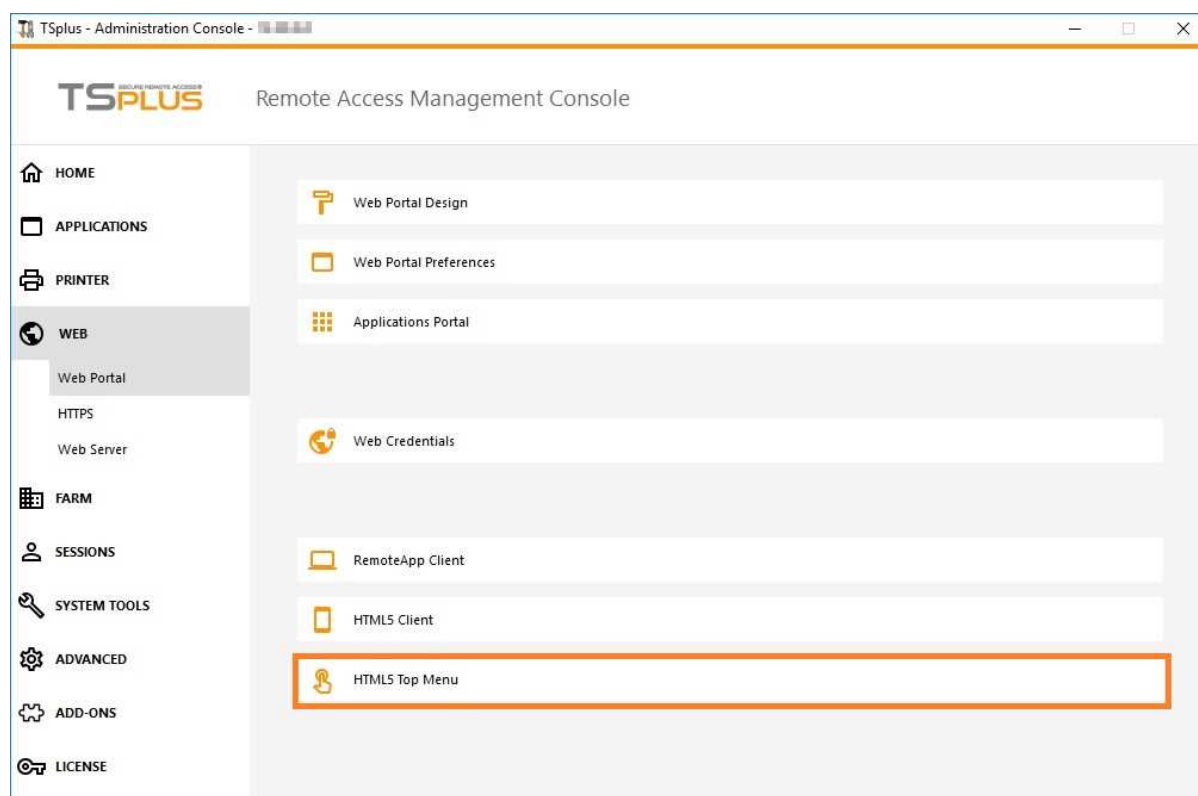 TSplus - Administration Console -
TSPLUS SECURE REMOTE ACCESS®
Remote Access Management Console
HOME
APPLICATIONS
PRINTER
WEB
Web Portal
HTTPS
Web Server
FARM
SESSIONS
SYSTEM TOOLS
ADVANCED
ADD-ONS
LICENSE
Web Portal Design
Web Portal Preferences
Applications Portal
Web Credentials
RemoteApp Client
HTML5 Client
HTML5 Top Menu